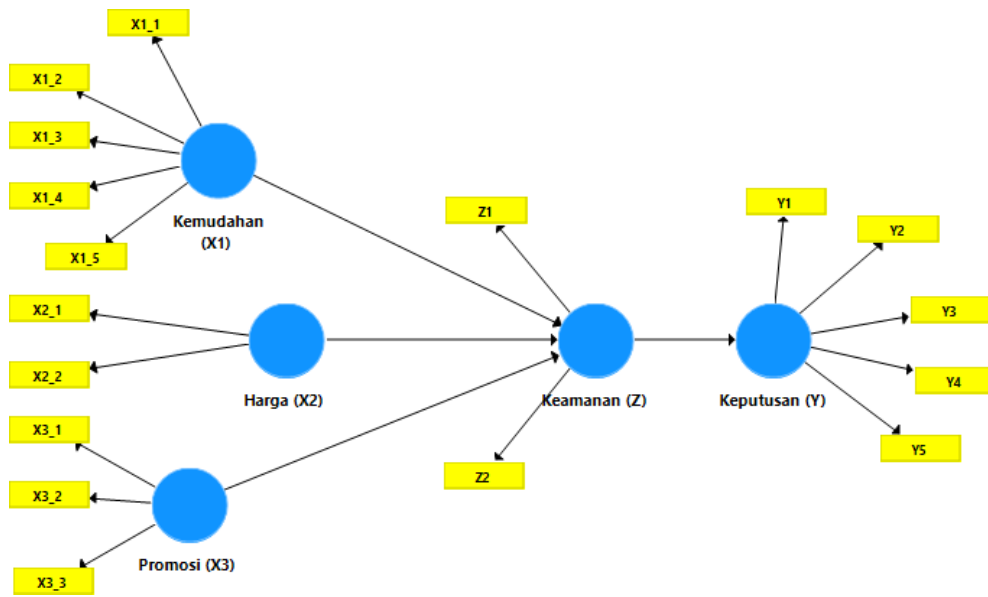 X1_1
X1_2
X1_3
X1_4
X1_5
Kemudahan
(X1)
X2_1
X2_2
Harga (X2)
X3_1
X3_2
X3_3
Promosi (X3)
Z1
Keamanan (Z)
Z2
Y1
Y2
Y3
Y4
Y5
Keputusan (Y)